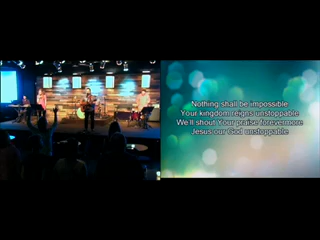 Nothing shall be impossible
Your kingdom reigns unstoppable
We'll shout Your praise forevermore
Jesus our God unstoppable